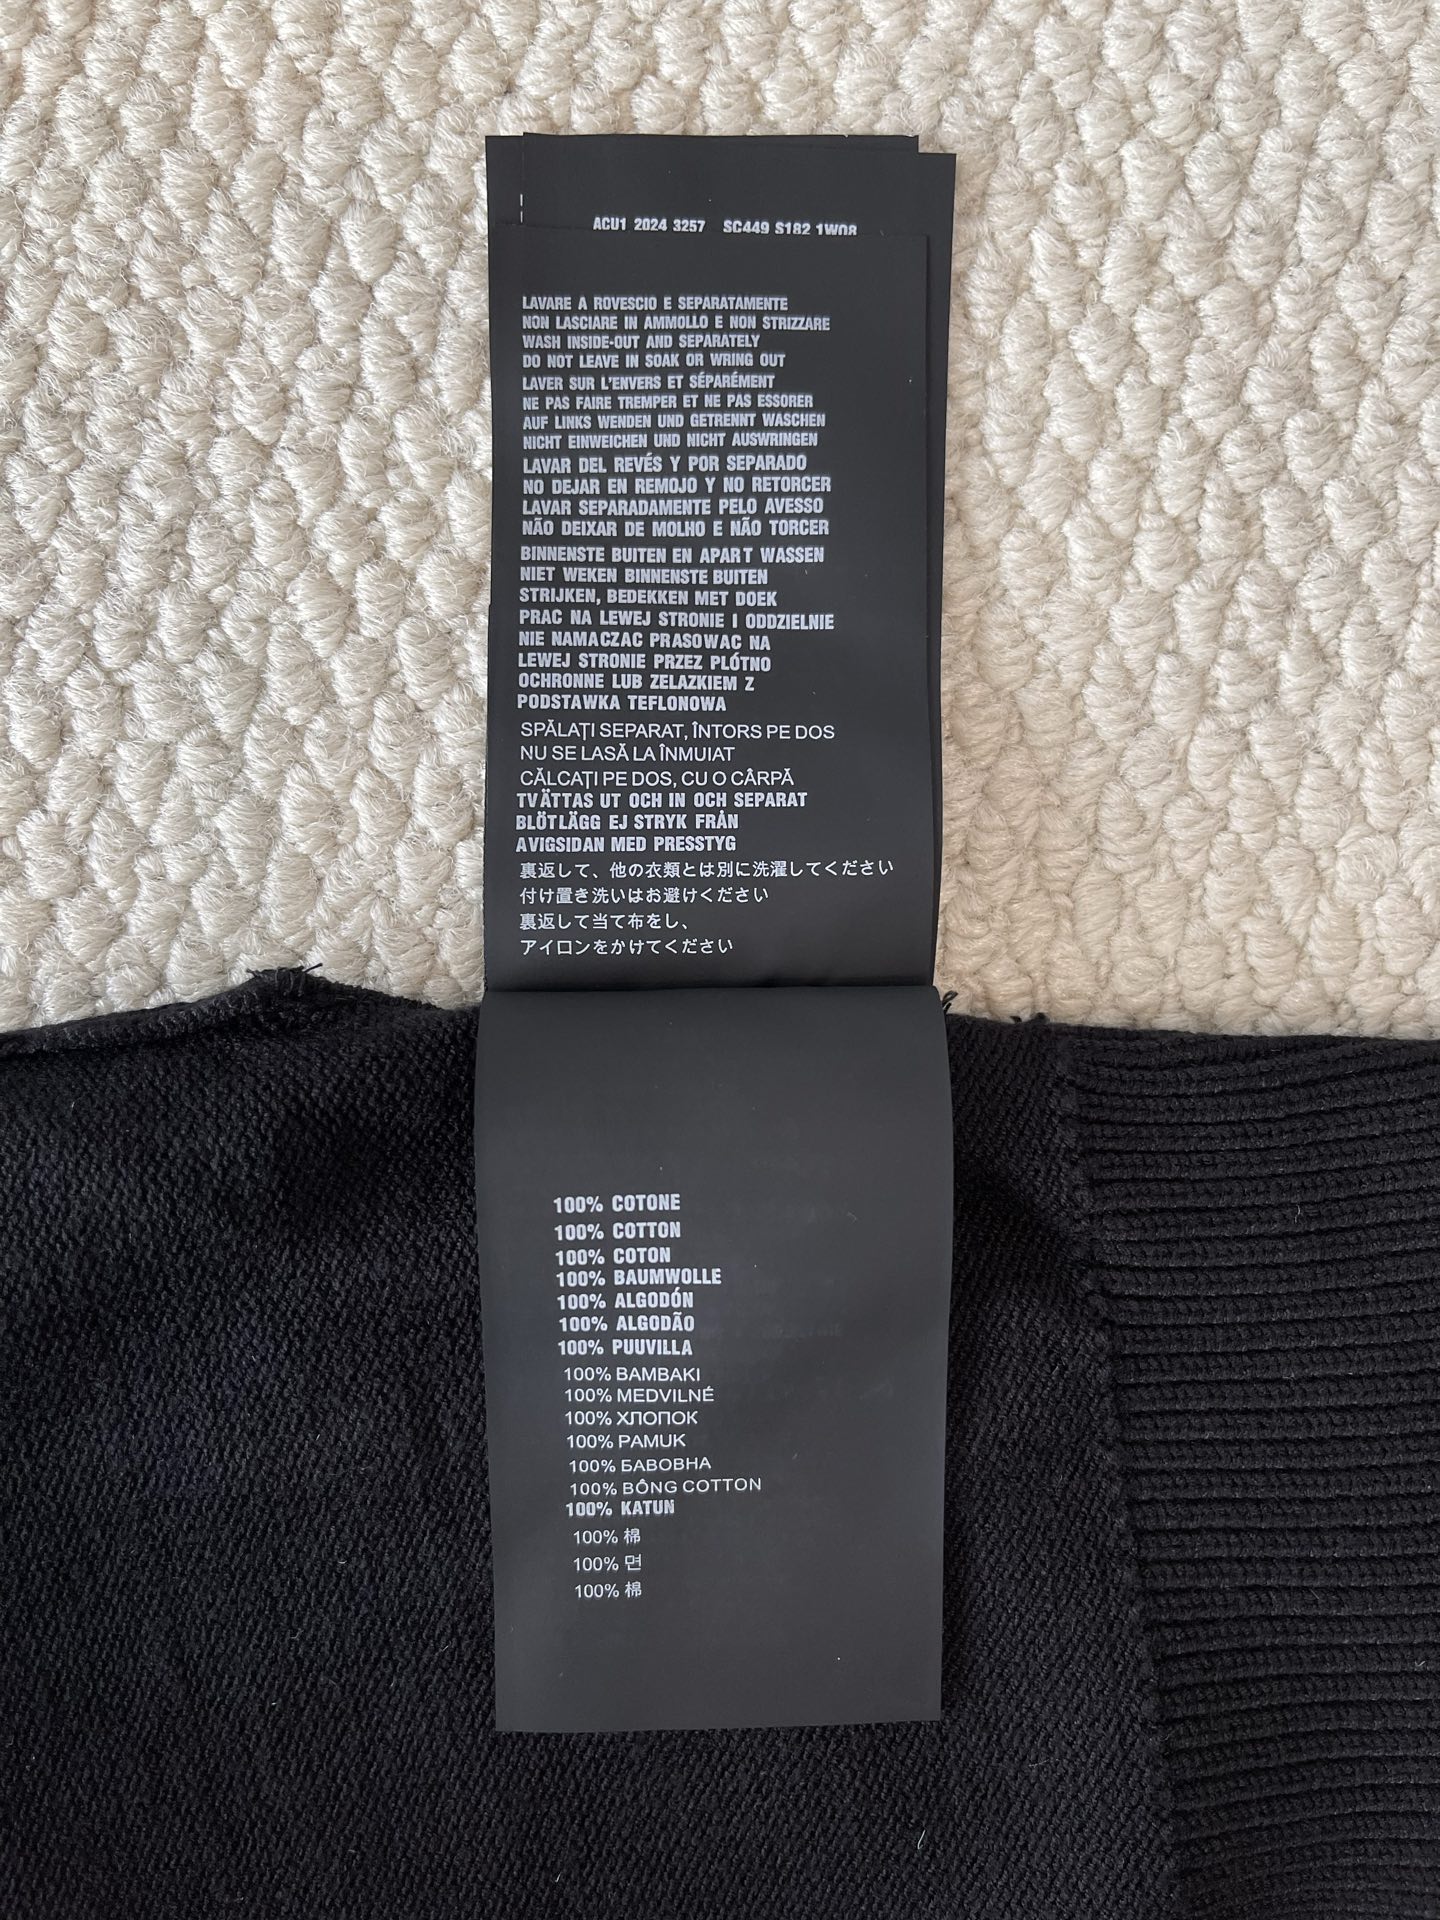 ACU1 2024 3257 SC449 S182 1W08
LAVARE A ROVESCIO E SEPARATAMENTE
NON LASCIARE IN AMMOLLO E NON STRIZZARE
WASH INSIDE-OUT AND SEPARATELY
DO NOT LEAVE IN SOAK OR WRING OUT
LAVER SUR L'ENVERS ET SÉPARÉMENT
NE PAS FAIRE TREMPER ET NE PAS ESSORER
AUF LINKS WENDEN UND GETRENNT WASCHEN
NICHT EINWEICHEN UND NICHT AUSWRINGEN
LAVAR DEL REVÉS Y POR SEPARADO
NO DEJAR EN REMOJO Y NO RETORCER
LAVAR SEPARADAMENTE PELO AVESSO
NÃO DEIXAR DE MOLHO E NÃO TORCER
BINNENSTE BUITEN EN APART WASSEN
NIET WEKEN BINNENSTE BUITEN
STRIJKEN, BEDEKKEN MET DOEK
PRAC NA LEWEJ STRONIE I ODDZIELNIE
NIE NAMACZAC PRASOWAC NA
LEWEJ STRONIE PRZEZ PLÓTNO
OCHRONNE LUB ZELAZKIEM Z
PODSTAWKA TEFLONOWA
SPĂLAȚI SEPARAT, ÎNTORS PE DOS
NU SE LASĂ LA ÎNMUIAT
CĂLCAȚI PE DOS, CU O CÂRPĂ
TVÄTTAS UT OCH IN OCH SEPARAT
BLÖTLÄGG EJ STRYK FRÅN
AVIGSIDAN MED PRESSTYG
裏返して、他の衣類とは別に洗濯してください
付け置き洗いはお避けください
裏返して当て布をし、
アイロンをかけてください
100% COTONE
100% COTTON
100% COTON
100% BAUMWOLLE
100% ALGODÓN
100% ALGODÃO
100% PUUVILLA
100% BAMBAKI
100% MEDVILNÉ
100% ХЛОПОК
100% PAMUK
100% БАВОВНА
100% BÔNG COTTON
100% KATUN
100% 棉
100% 면
100% 棉